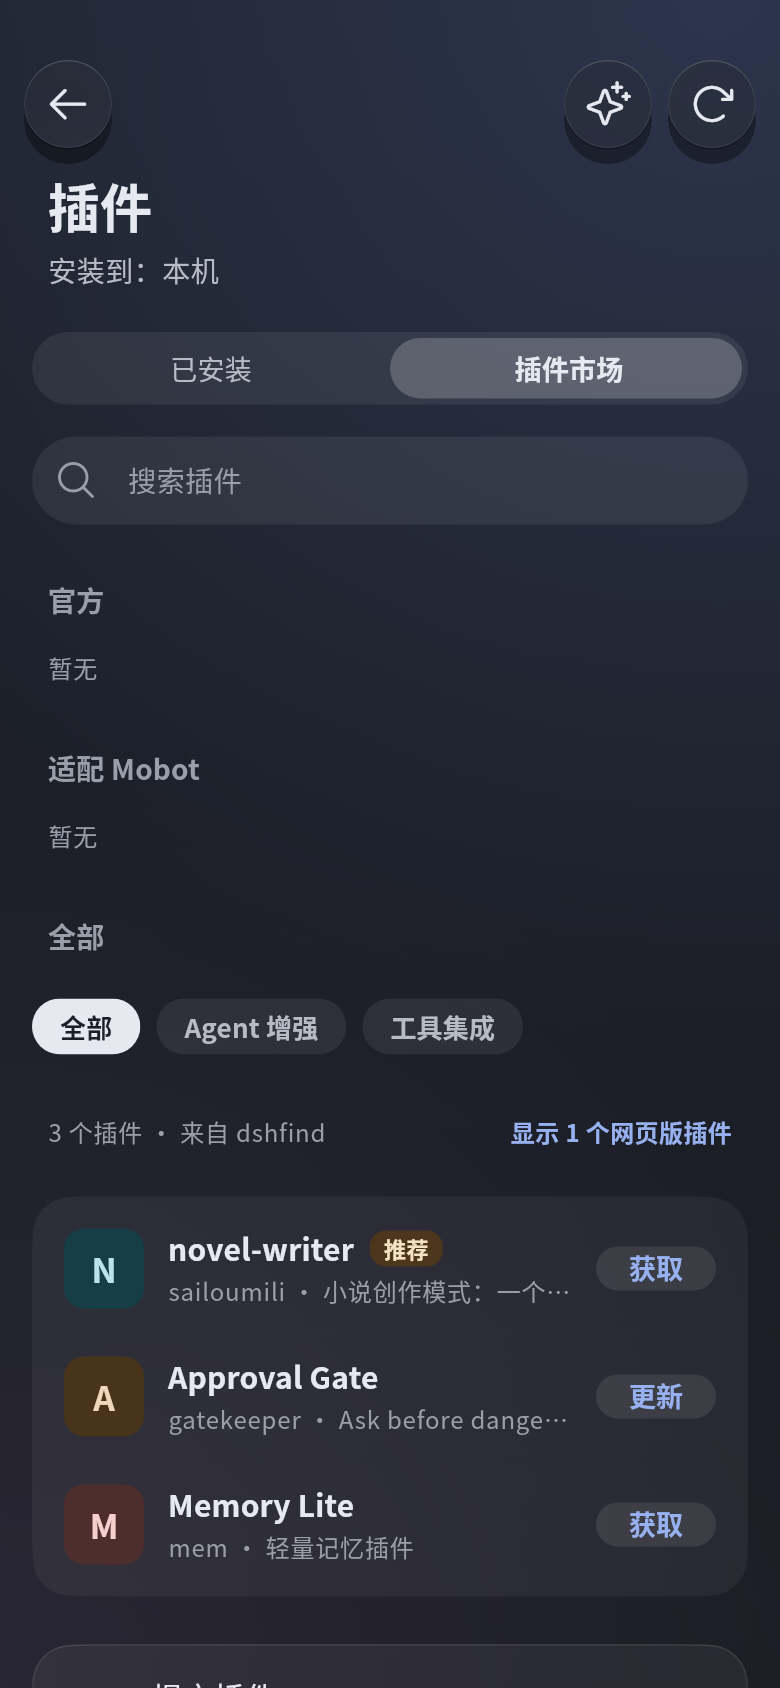 插件
安装到：本机
已安装
插件市场
搜索插件
官方
暂无
适配 Mobot
暂无
全部
全部
Agent 增强
工具集成
3 个插件 · 来自 dshfind
显示 1 个网页版插件
N
novel-writer
推荐
sailoumili · 小说创作模式：一个…
获取
A
Approval Gate
gatekeeper · Ask before dange…
更新
M
Memory Lite
mem · 轻量记忆插件
获取